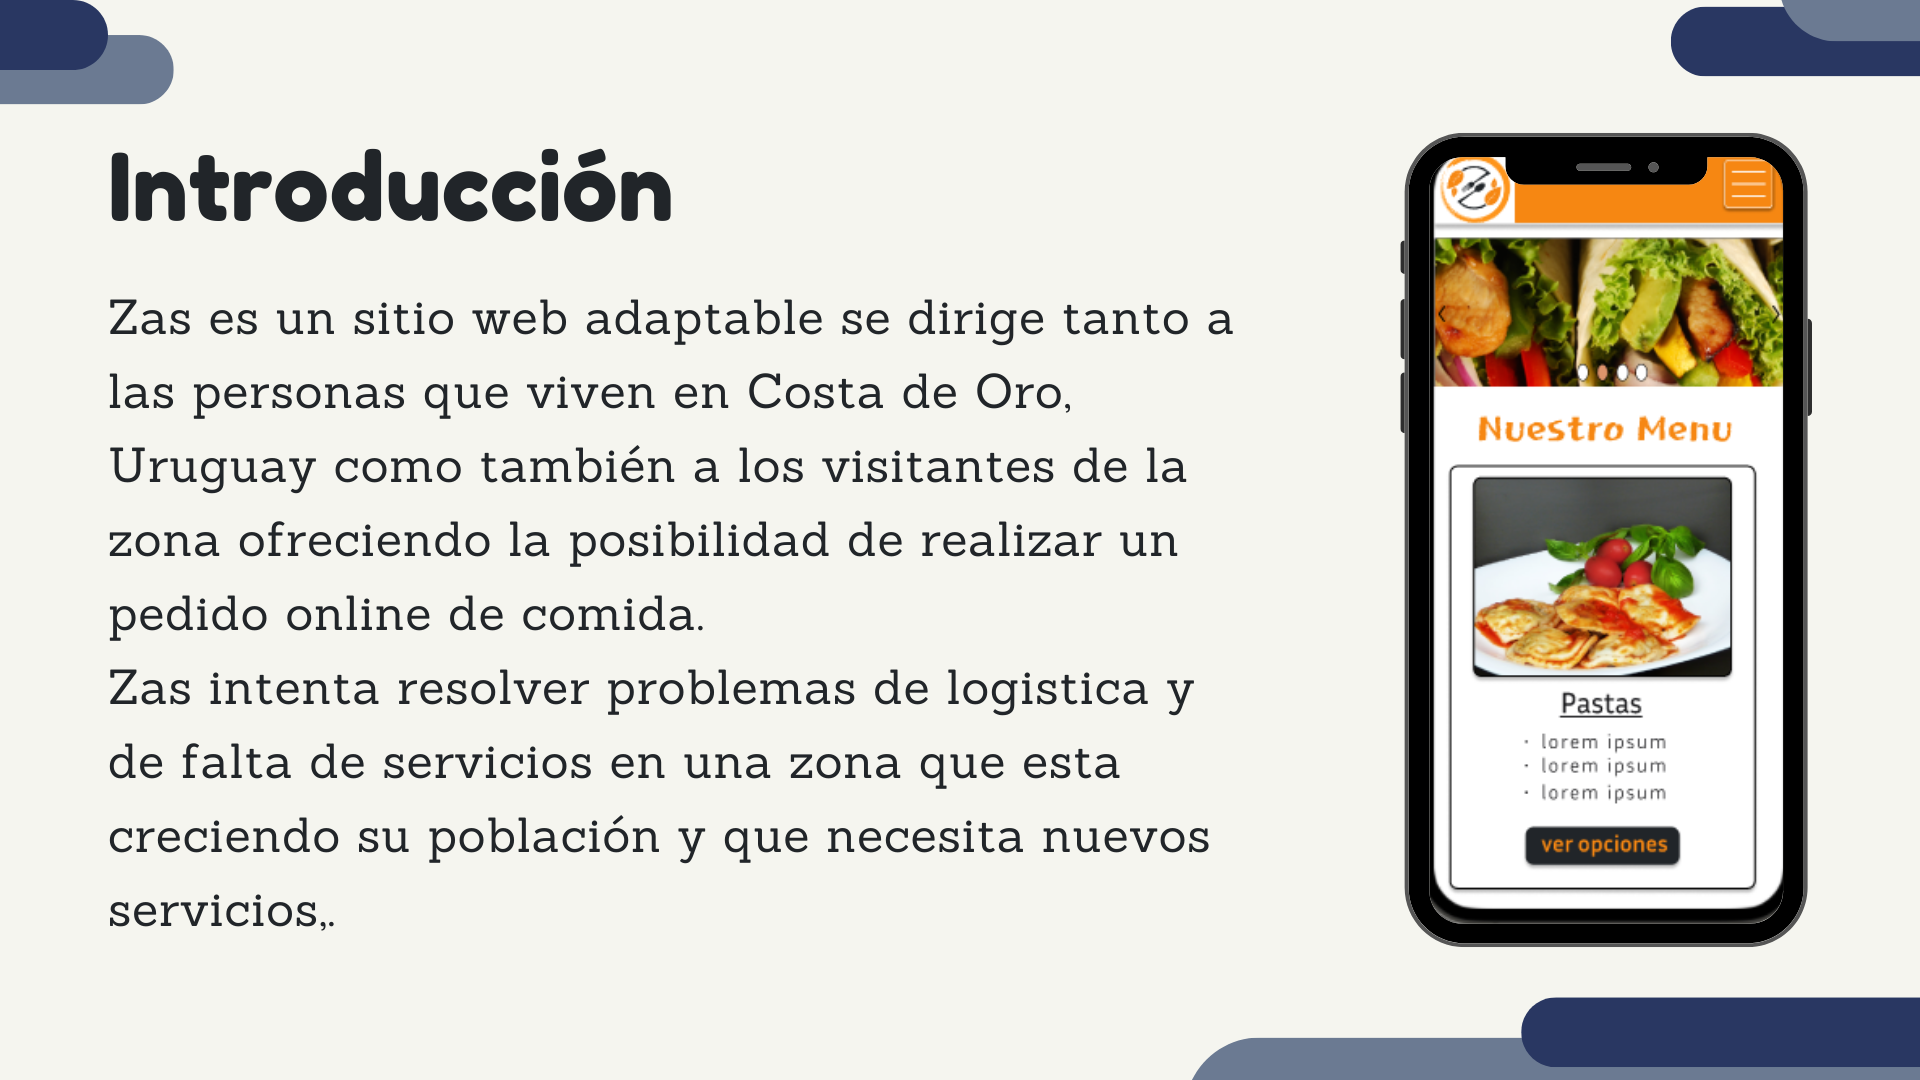 Introducción
Zas es un sitio web adaptable se dirige tanto a
las personas que viven en Costa de Oro,
Uruguay como también a los visitantes de la
zona ofreciendo la posibilidad de realizar un
pedido online de comida.
Zas intenta resolver problemas de logistica y
de falta de servicios en una zona que esta
creciendo su población y que necesita nuevos
servicios,.
Nuestro Menu
Pastas
· lorem ipsum
· lorem ipsum
· lorem ipsum
ver opciones